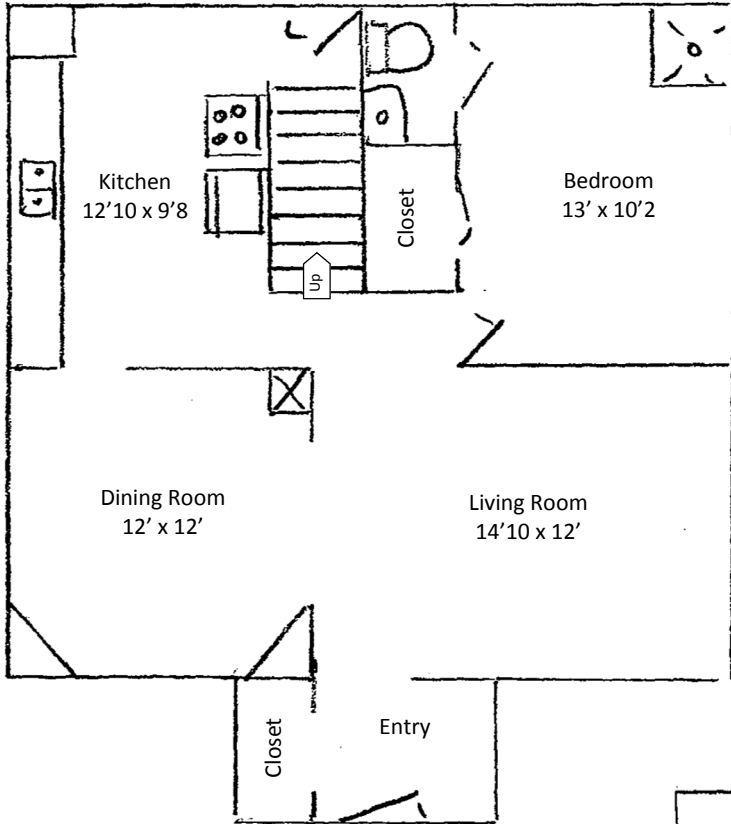 Kitchen
12’10 x 9’8
Closet
Bedroom
13’ x 10’2
Up
Dining Room
12’ x 12’
Living Room
14’10 x 12’
Closet
Entry